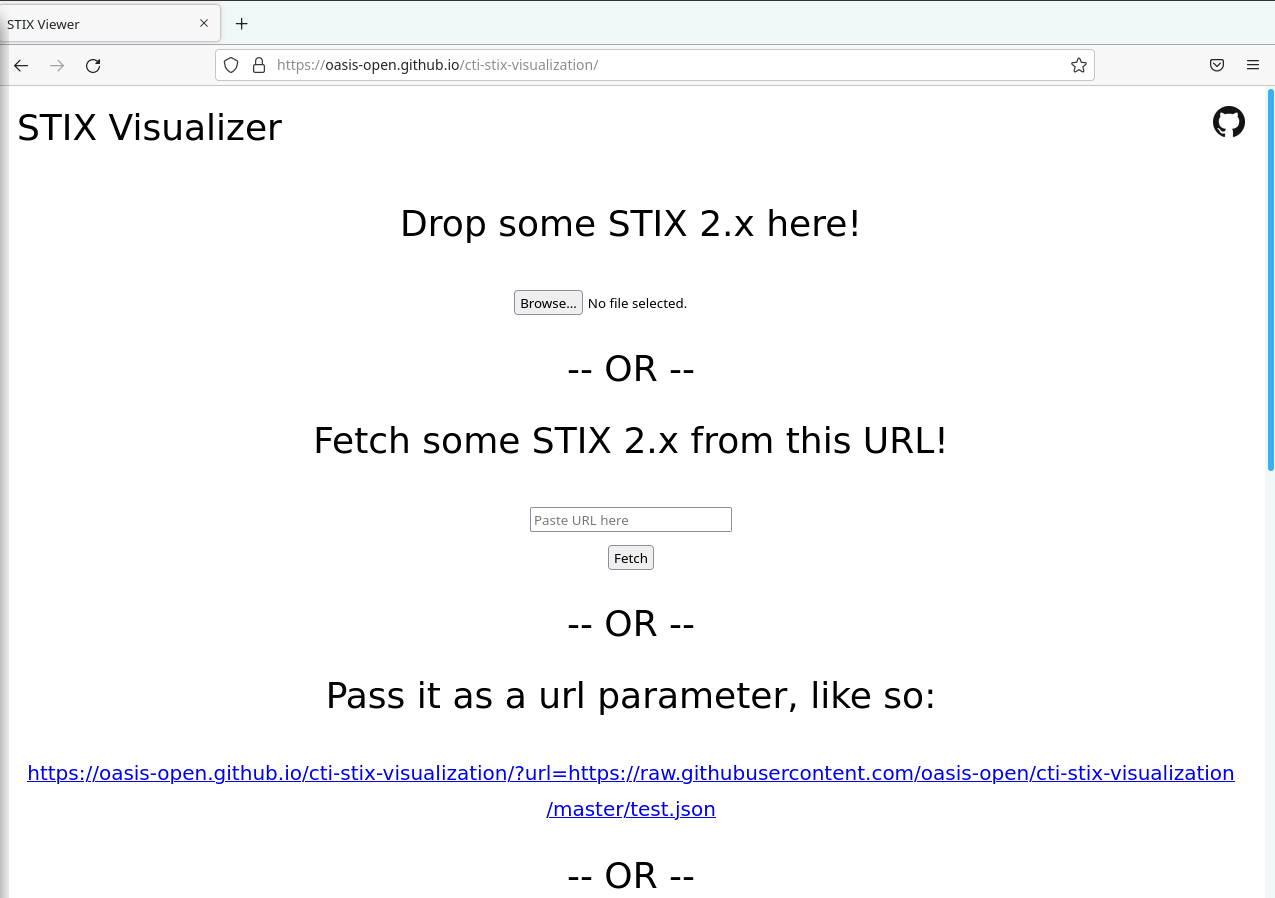 STIX Viewer
https://oasis-open.github.io/cti-stix-visualization/
STIX Visualizer
Drop some STIX 2.x here!
Browse... No file selected.
-- OR --
Fetch some STIX 2.x from this URL!
Paste URL here
Fetch
-- OR --
Pass it as a url parameter, like so:
https://oasis-open.github.io/cti-stix-visualization/?url=https://raw.githubusercontent.com/oasis-open/cti-stix-visualization
/master/test.json
-- OR --